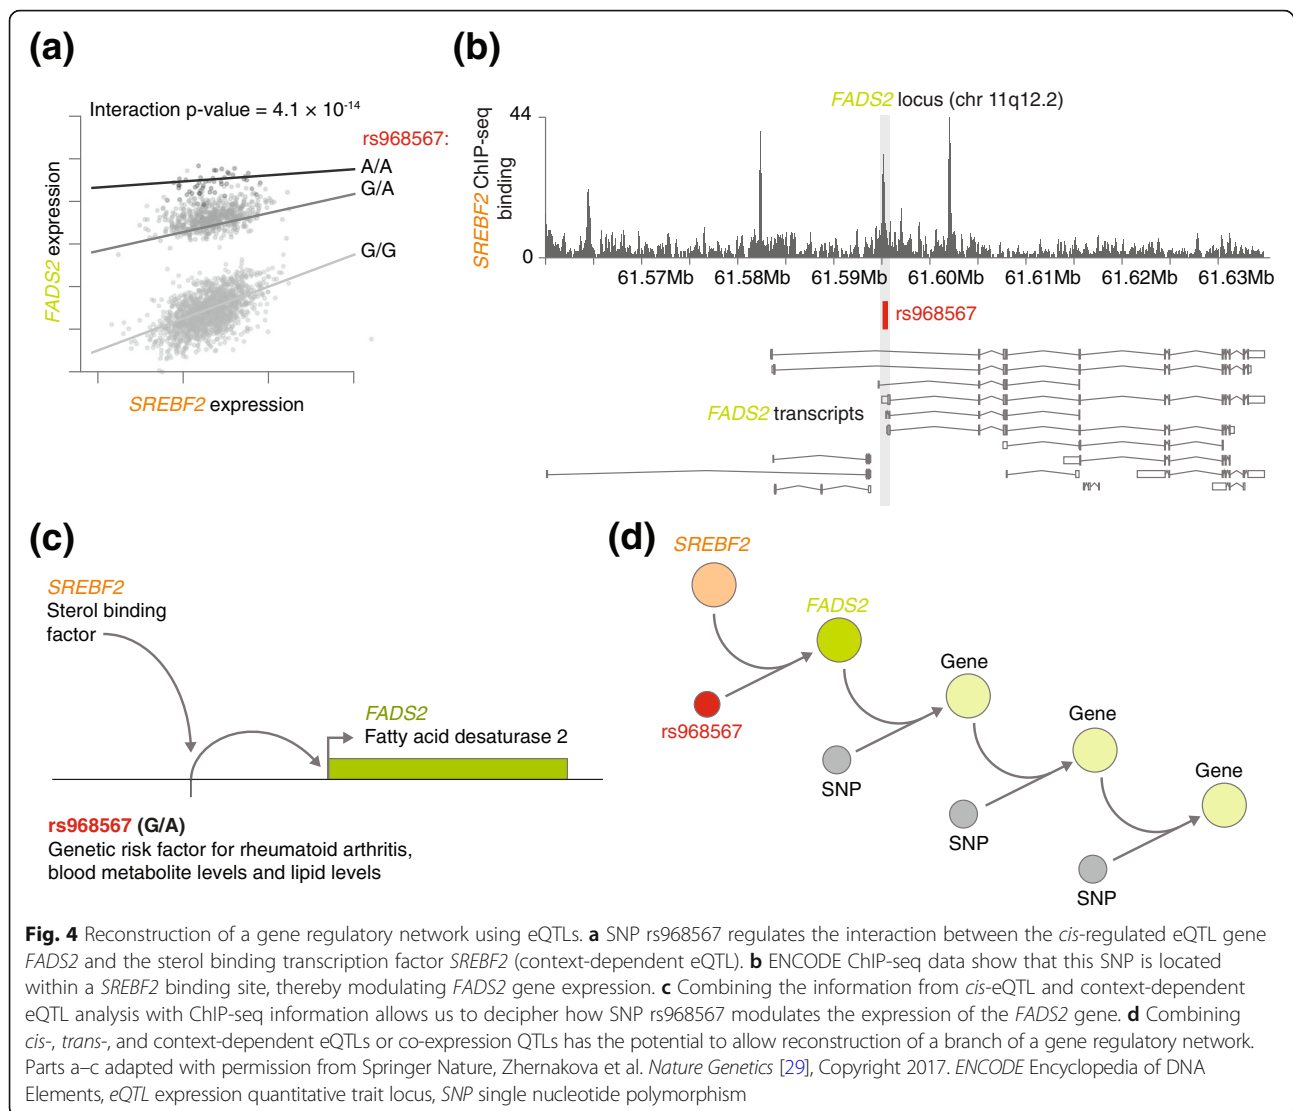 (a)
Interaction p-value = 4.1 × 10-14
rs968567:
A/A
G/A
G/G
FADS2 expression
SREBF2 expression
(b)
FADS2 locus (chr 11q12.2)
SREBF2 ChIP-seq
binding
44
0
61.57Mb 61.58Mb 61.59Mb 61.60Mb 61.61Mb 61.62Mb 61.63Mb
rs968567
FADS2 transcripts
(c)
SREBF2
Sterol binding
factor
FADS2
Fatty acid desaturase 2
rs968567 (G/A)
Genetic risk factor for rheumatoid arthritis,
blood metabolite levels and lipid levels
(d)
SREBF2
FADS2
rs968567
Gene
SNP
Gene
SNP
Gene
SNP
Fig. 4 Reconstruction of a gene regulatory network using eQTLs. a SNP rs968567 regulates the interaction between the cis-regulated eQTL gene
FADS2 and the sterol binding transcription factor SREBF2 (context-dependent eQTL). b ENCODE ChIP-seq data show that this SNP is located
within a SREBF2 binding site, thereby modulating FADS2 gene expression. c Combining the information from cis-eQTL and context-dependent
eQTL analysis with ChIP-seq information allows us to decipher how SNP rs968567 modulates the expression of the FADS2 gene. d Combining
cis-, trans-, and context-dependent eQTLs or co-expression QTLs has the potential to allow reconstruction of a branch of a gene regulatory network.
Parts a–c adapted with permission from Springer Nature, Zhernakova et al. Nature Genetics [29], Copyright 2017. ENCODE Encyclopedia of DNA
Elements, eQTL expression quantitative trait locus, SNP single nucleotide polymorphism